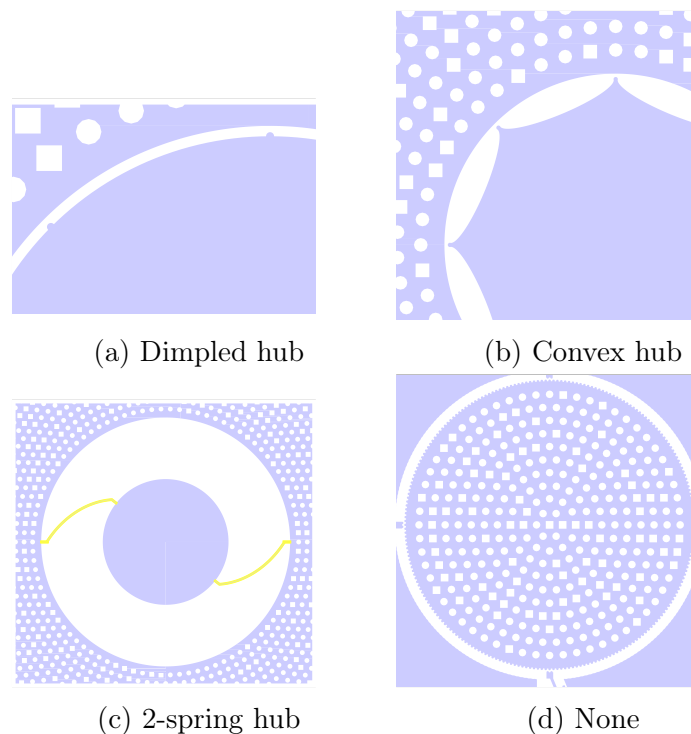 (a) Dimpled hub
(b) Convex hub
(c) 2-spring hub
(d) None